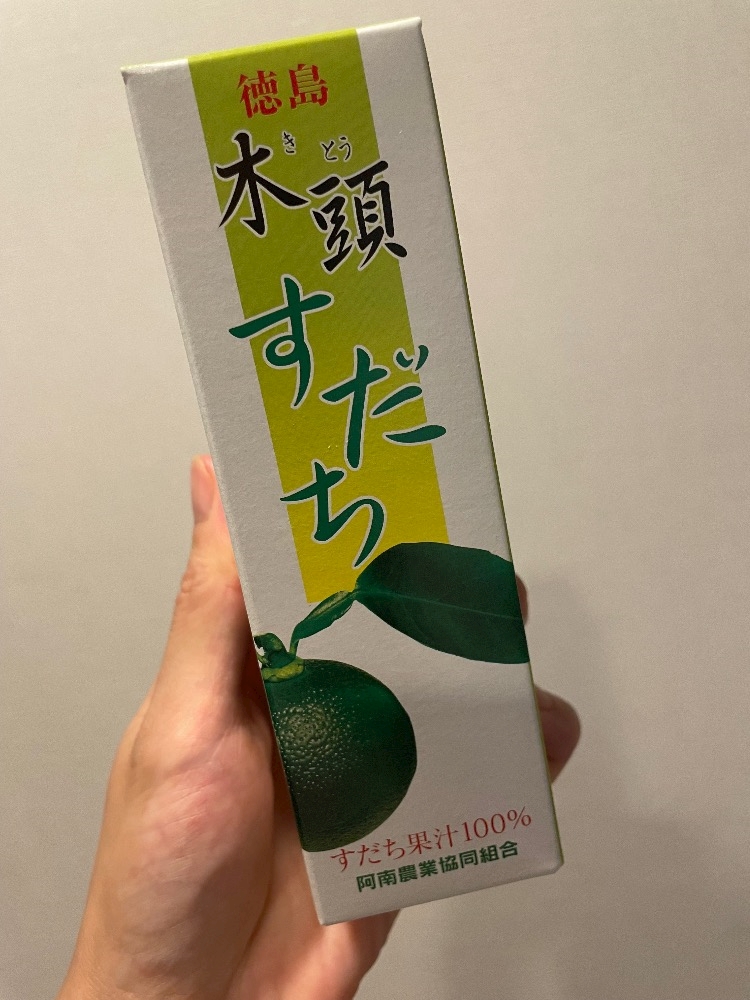 徳島
きとう
木頭
すだち
すだち果汁100%
阿南農業協同組合